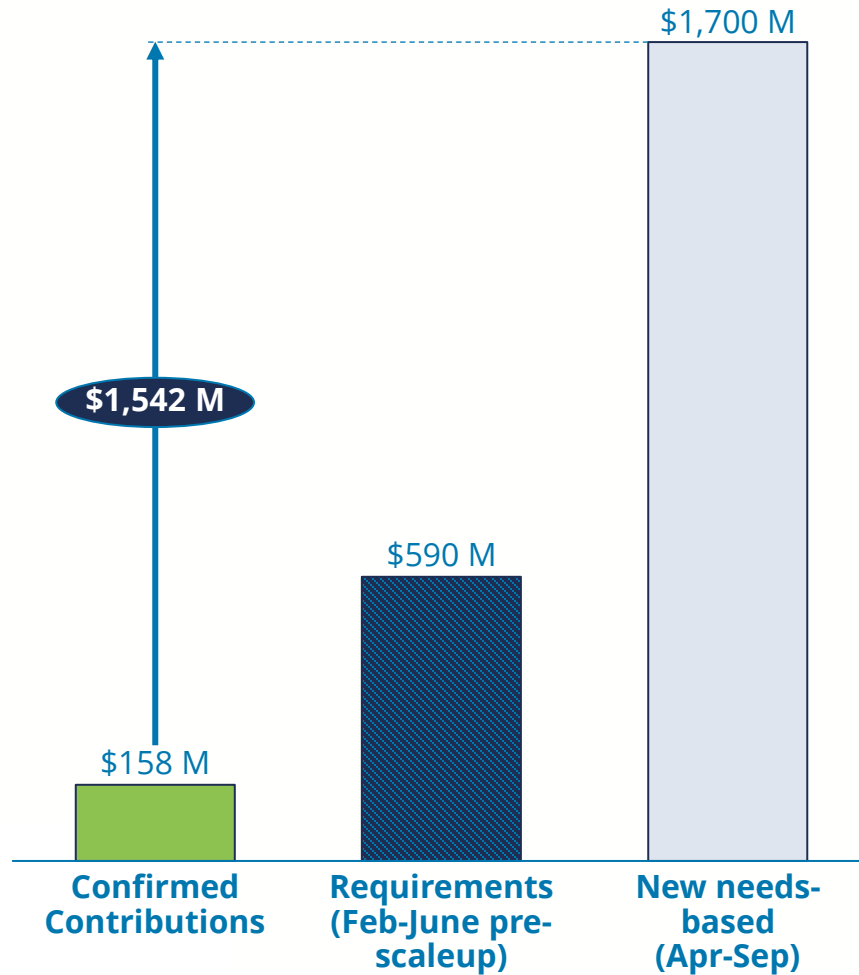 $1,700 M
$1,542 M
$590 M
$158 M
Confirmed
Contributions
Requirements
(Feb-June pre-
scaleup)
New needs-
based
(Apr-Sep)